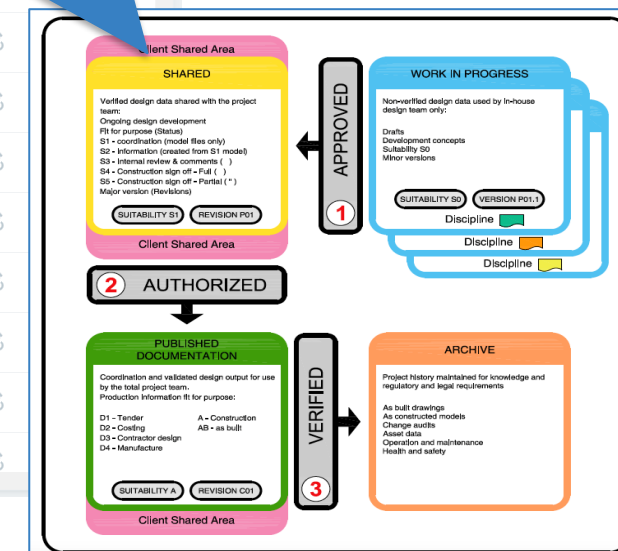 Client Shared Area
SHARED
Verified design data shared with the project
team:
Ongoing design development
Fit for purpose (Status)
S1 - coordination (model files only)
S2 - Information (created from S1 model)
S3 - Internal review & comments ( )
S4 - Construction sign off - Full ( )
S5 - Construction sign off - Partial ( " )
Major version (Revisions)
SUITABILITY S1
REVISION P01
Client Shared Area
APPROVED
1
WORK IN PROGRESS
Non-verified design data used by in-house
design team only:
Drafts
Development concepts
Suitability S0
Minor versions
SUITABILITY S0
VERSION P01.1
Discipline
Discipline
Discipline
2 AUTHORIZED
PUBLISHED
DOCUMENTATION
Coordination and validated design output for use
by the total project team.
Production information fit for purpose:
D1 - Tender
D2 - Costing
D3 - Contractor design
D4 - Manufacture
A - Construction
AB - as built
SUITABILITY A
REVISION C01
Client Shared Area
VERIFIED
3
ARCHIVE
Project history maintained for knowledge and
regulatory and legal requirements
As built drawings
As constructed models
Change audits
Asset data
Operation and maintenance
Health and safety